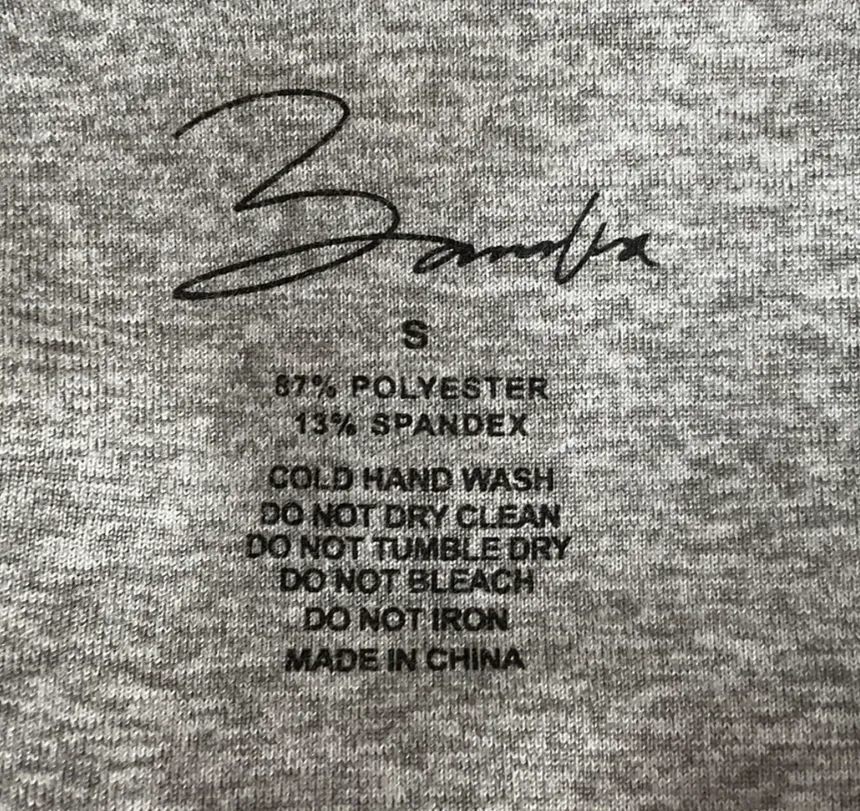 S
87% POLYESTER
13% SPANDEX
COLD HAND WASH
DO NOT DRY CLEAN
DO NOT TUMBLE DRY
DO NOT BLEACH
DO NOT IRON
MADE IN CHINA